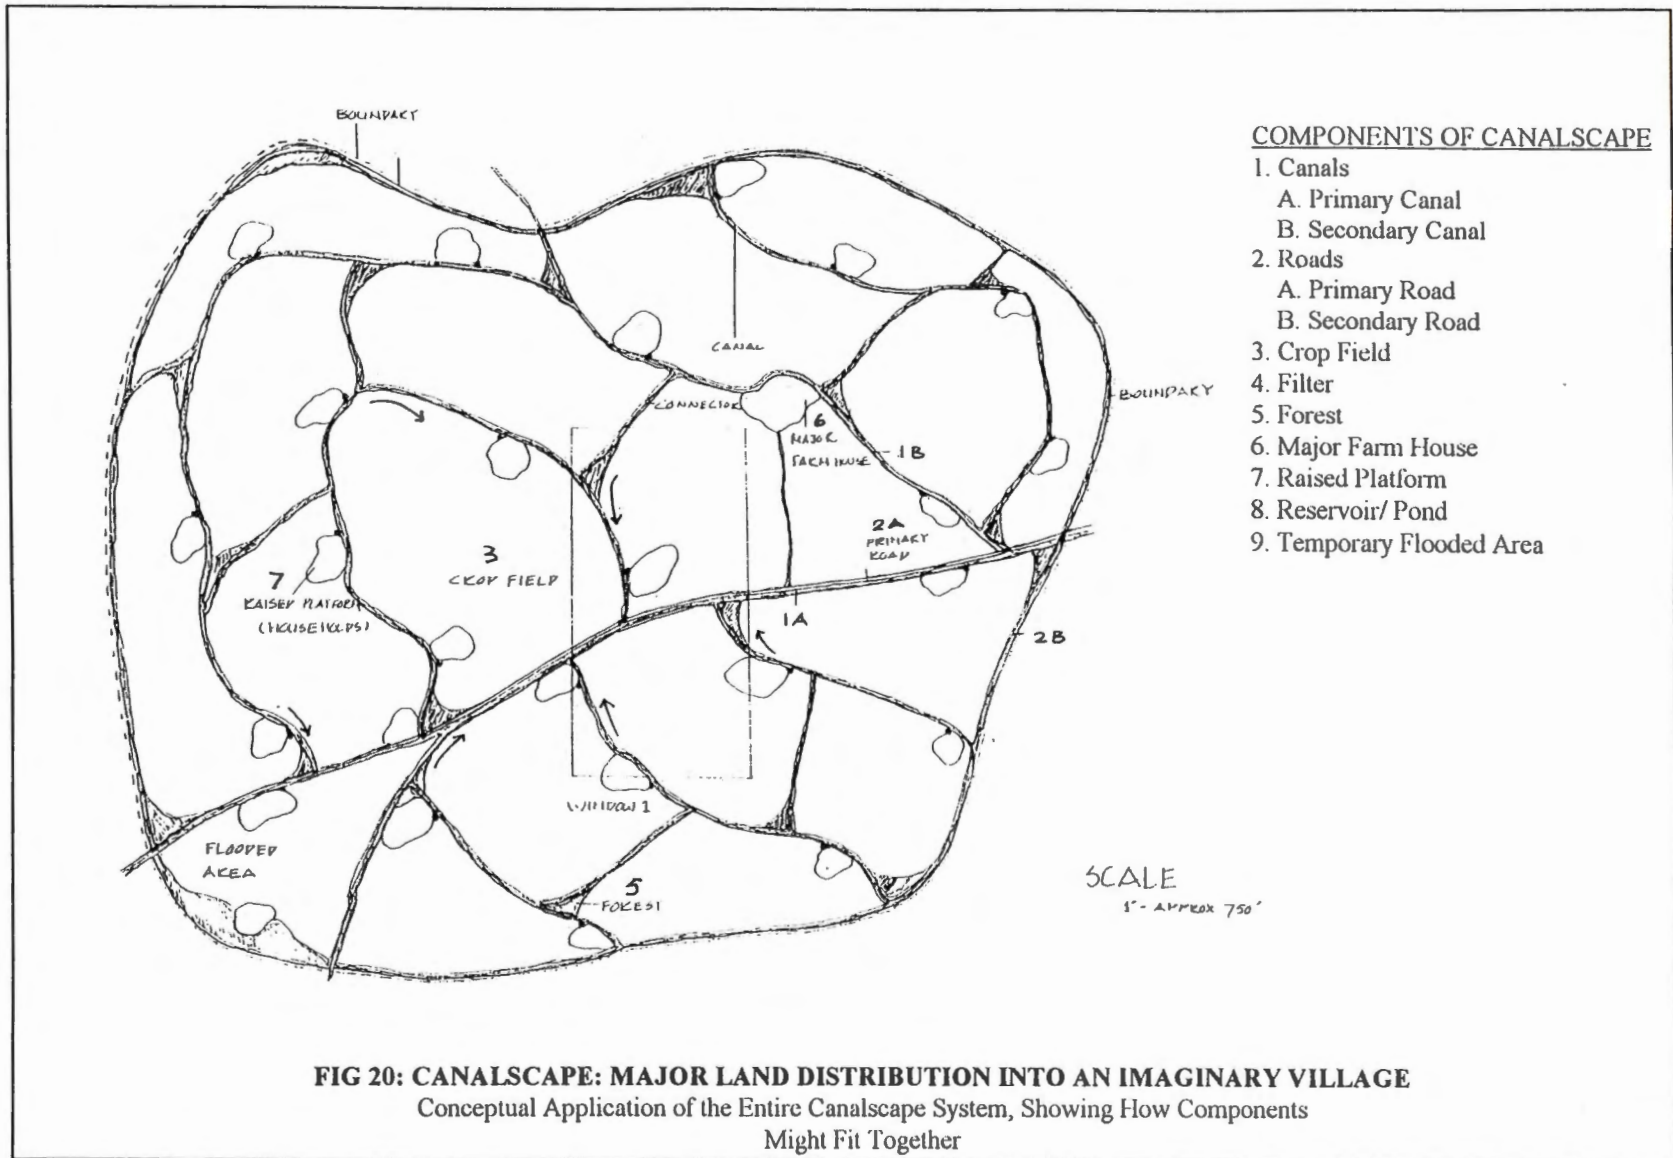 BOUNDARY
CANAL
CONNECTOR
6
MAJOR
FARM HOUSE
1B
BOUNDARY
2A
PRIMARY
ROAD
3
CROP FIELD
7
RAISED PLATFORM
(HOUSEHOLDS)
1A
2B
WINDOW 1
FLOODED
AREA
5
FOREST
SCALE
1" - APPROX 750'
COMPONENTS OF CANALSCAPE
1. Canals
A. Primary Canal
B. Secondary Canal
2. Roads
A. Primary Road
B. Secondary Road
3. Crop Field
4. Filter
5. Forest
6. Major Farm House
7. Raised Platform
8. Reservoir/ Pond
9. Temporary Flooded Area
FIG 20: CANALSCAPE: MAJOR LAND DISTRIBUTION INTO AN IMAGINARY VILLAGE
Conceptual Application of the Entire Canalscape System, Showing How Components
Might Fit Together